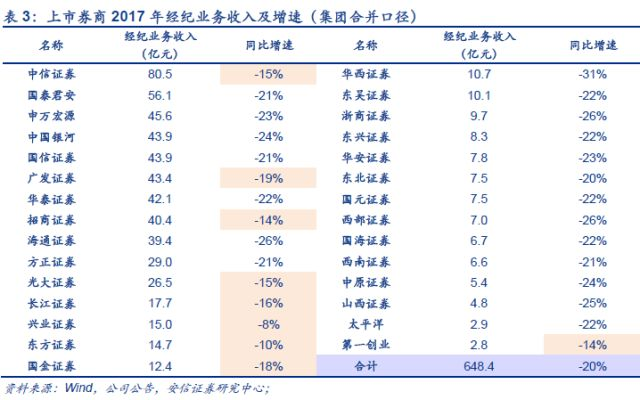 表 3：上市券商 2017 年经纪业务收入及增速（集团合并口径）
名称 经纪业务收入（亿元） 同比增速 名称 经纪业务收入（亿元） 同比增速
中信证券 80.5 -15% 华西证券 10.7 -31%
国泰君安 56.1 -21% 东吴证券 10.1 -22%
申万宏源 45.6 -23% 浙商证券 9.7 -26%
中国银河 43.9 -24% 东兴证券 8.3 -22%
国信证券 43.9 -21% 华安证券 7.8 -23%
广发证券 43.4 -19% 东北证券 7.5 -20%
华泰证券 42.1 -22% 国元证券 7.5 -22%
招商证券 40.4 -14% 西部证券 7.0 -26%
海通证券 39.4 -26% 国海证券 6.7 -22%
方正证券 29.0 -21% 西南证券 6.6 -21%
光大证券 26.5 -15% 中原证券 5.4 -24%
长江证券 17.7 -16% 山西证券 4.8 -25%
兴业证券 15.0 -8% 太平洋 2.9 -22%
东方证券 14.7 -10% 第一创业 2.8 -14%
国金证券 12.4 -18% 合计 648.4 -20%
资料来源：Wind，公司公告，安信证券研究中心；